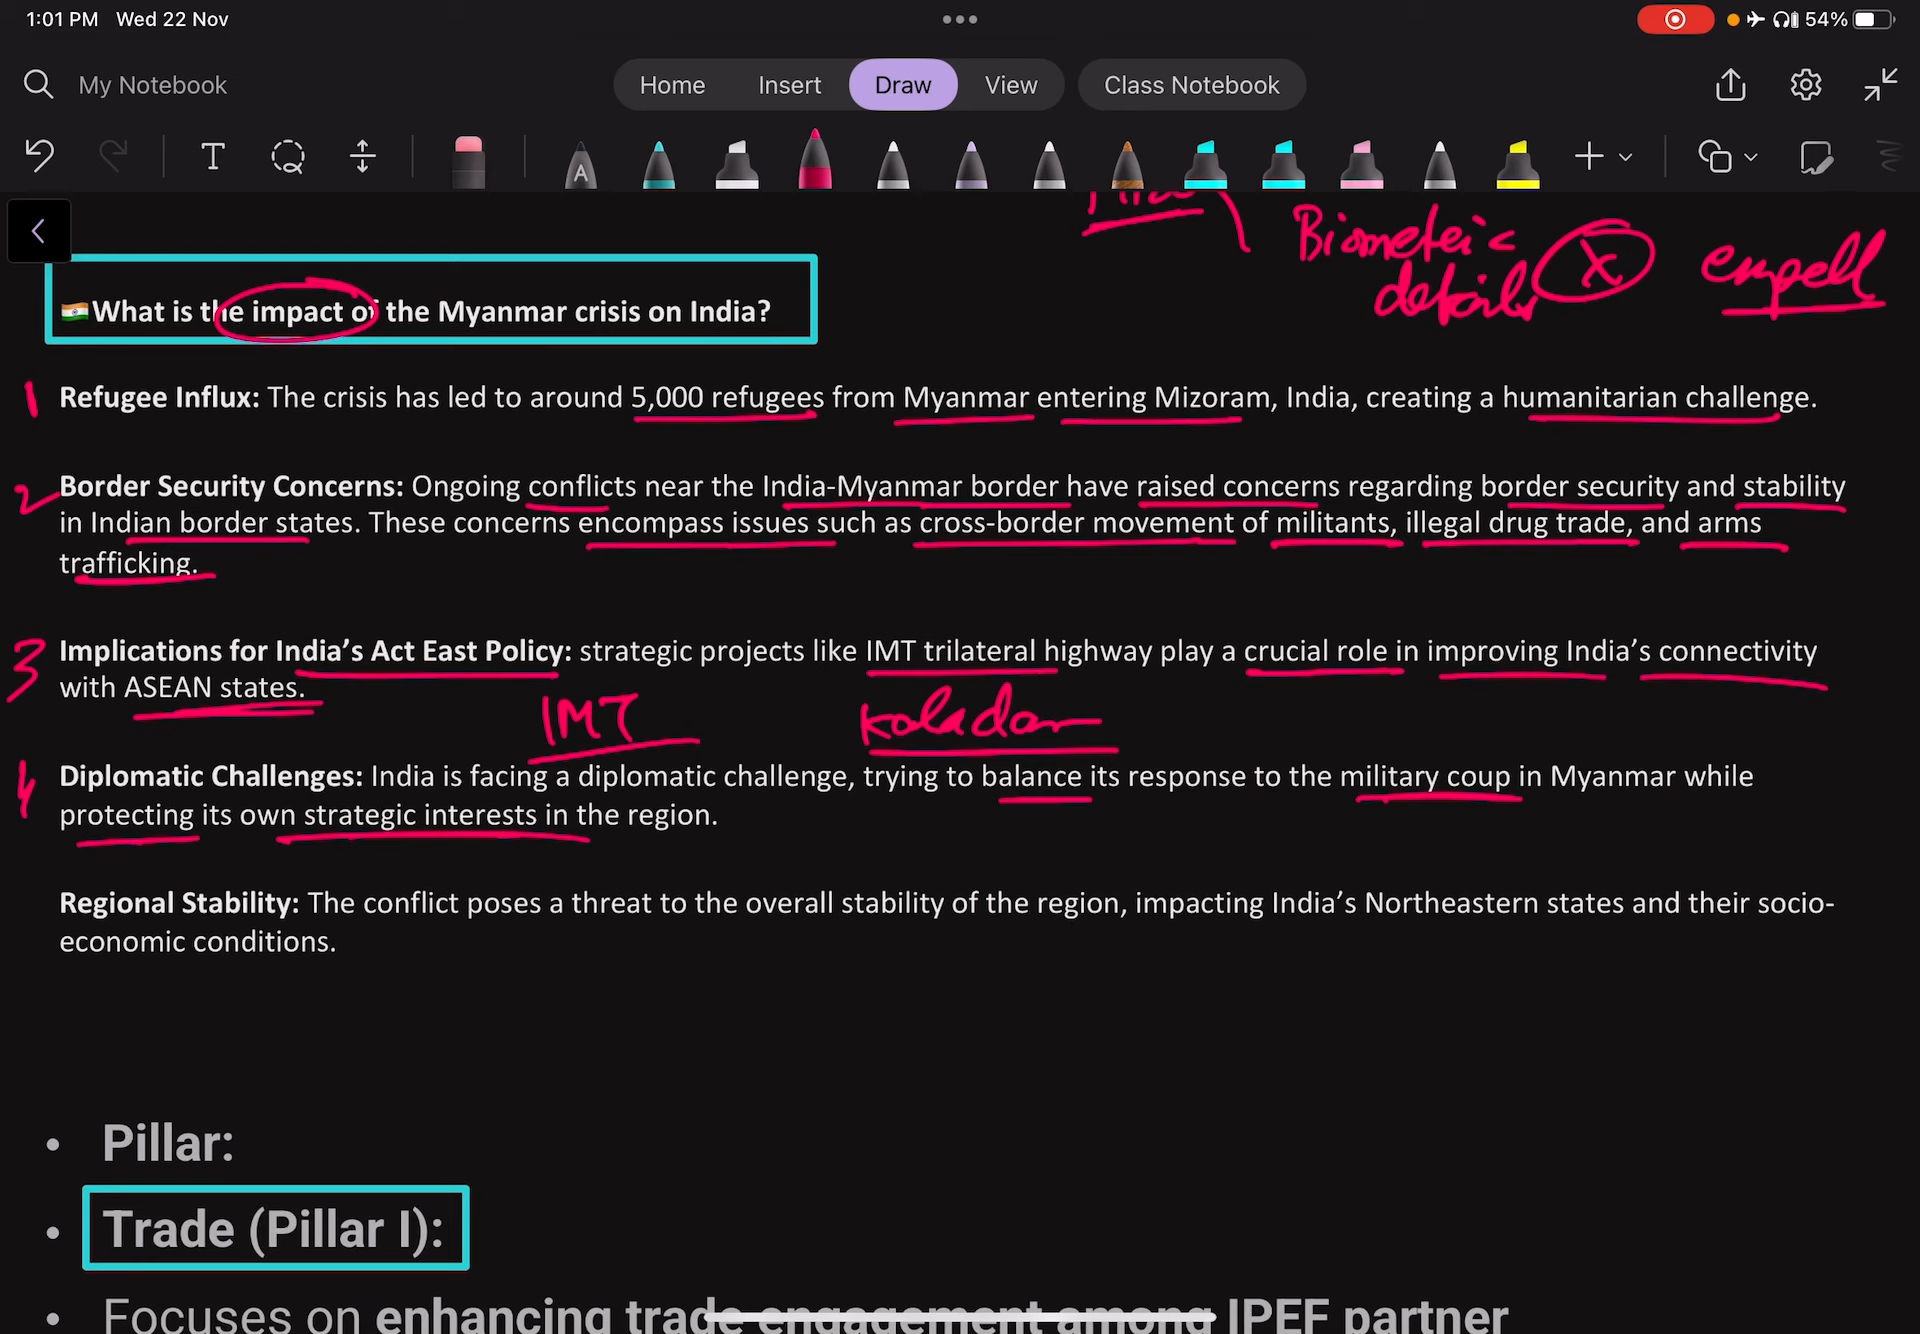 1:01 PM Wed 22 Nov
54%
My Notebook
Home Insert Draw View Class Notebook
T
A
Biometric details X expell
What is the impact of the Myanmar crisis on India?
1 Refugee Influx: The crisis has led to around 5,000 refugees from Myanmar entering Mizoram, India, creating a humanitarian challenge.
2 Border Security Concerns: Ongoing conflicts near the India-Myanmar border have raised concerns regarding border security and stability
in Indian border states. These concerns encompass issues such as cross-border movement of militants, illegal drug trade, and arms
trafficking.
3 Implications for India's Act East Policy: strategic projects like IMT trilateral highway play a crucial role in improving India's connectivity
with ASEAN states.
IMT Koladan
4 Diplomatic Challenges: India is facing a diplomatic challenge, trying to balance its response to the military coup in Myanmar while
protecting its own strategic interests in the region.
Regional Stability: The conflict poses a threat to the overall stability of the region, impacting India's Northeastern states and their socio-
economic conditions.
• Pillar:
• Trade (Pillar I):
• Focuses on enhancing trade engagement among IPEF partner